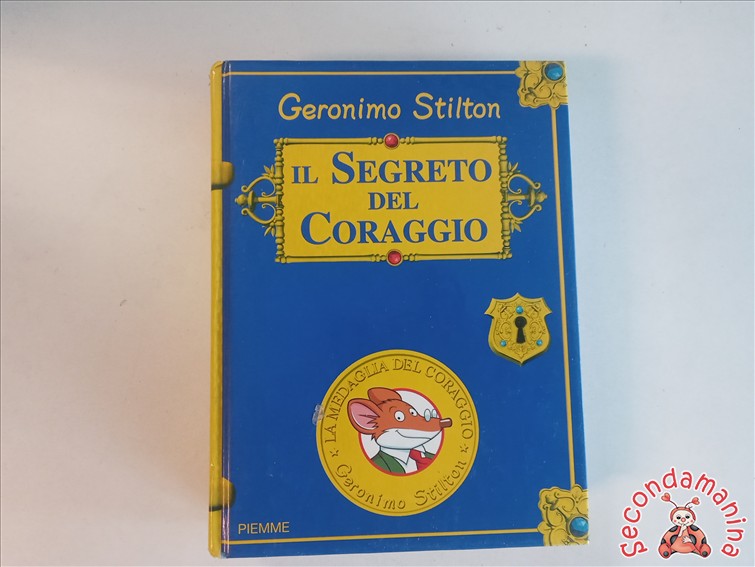 Geronimo Stilton
IL SEGRETO
DEL
CORAGGIO
★ LA MEDAGLIA DEL CORAGGIO ★
Geronimo Stilton
PIEMME
Secondamanina